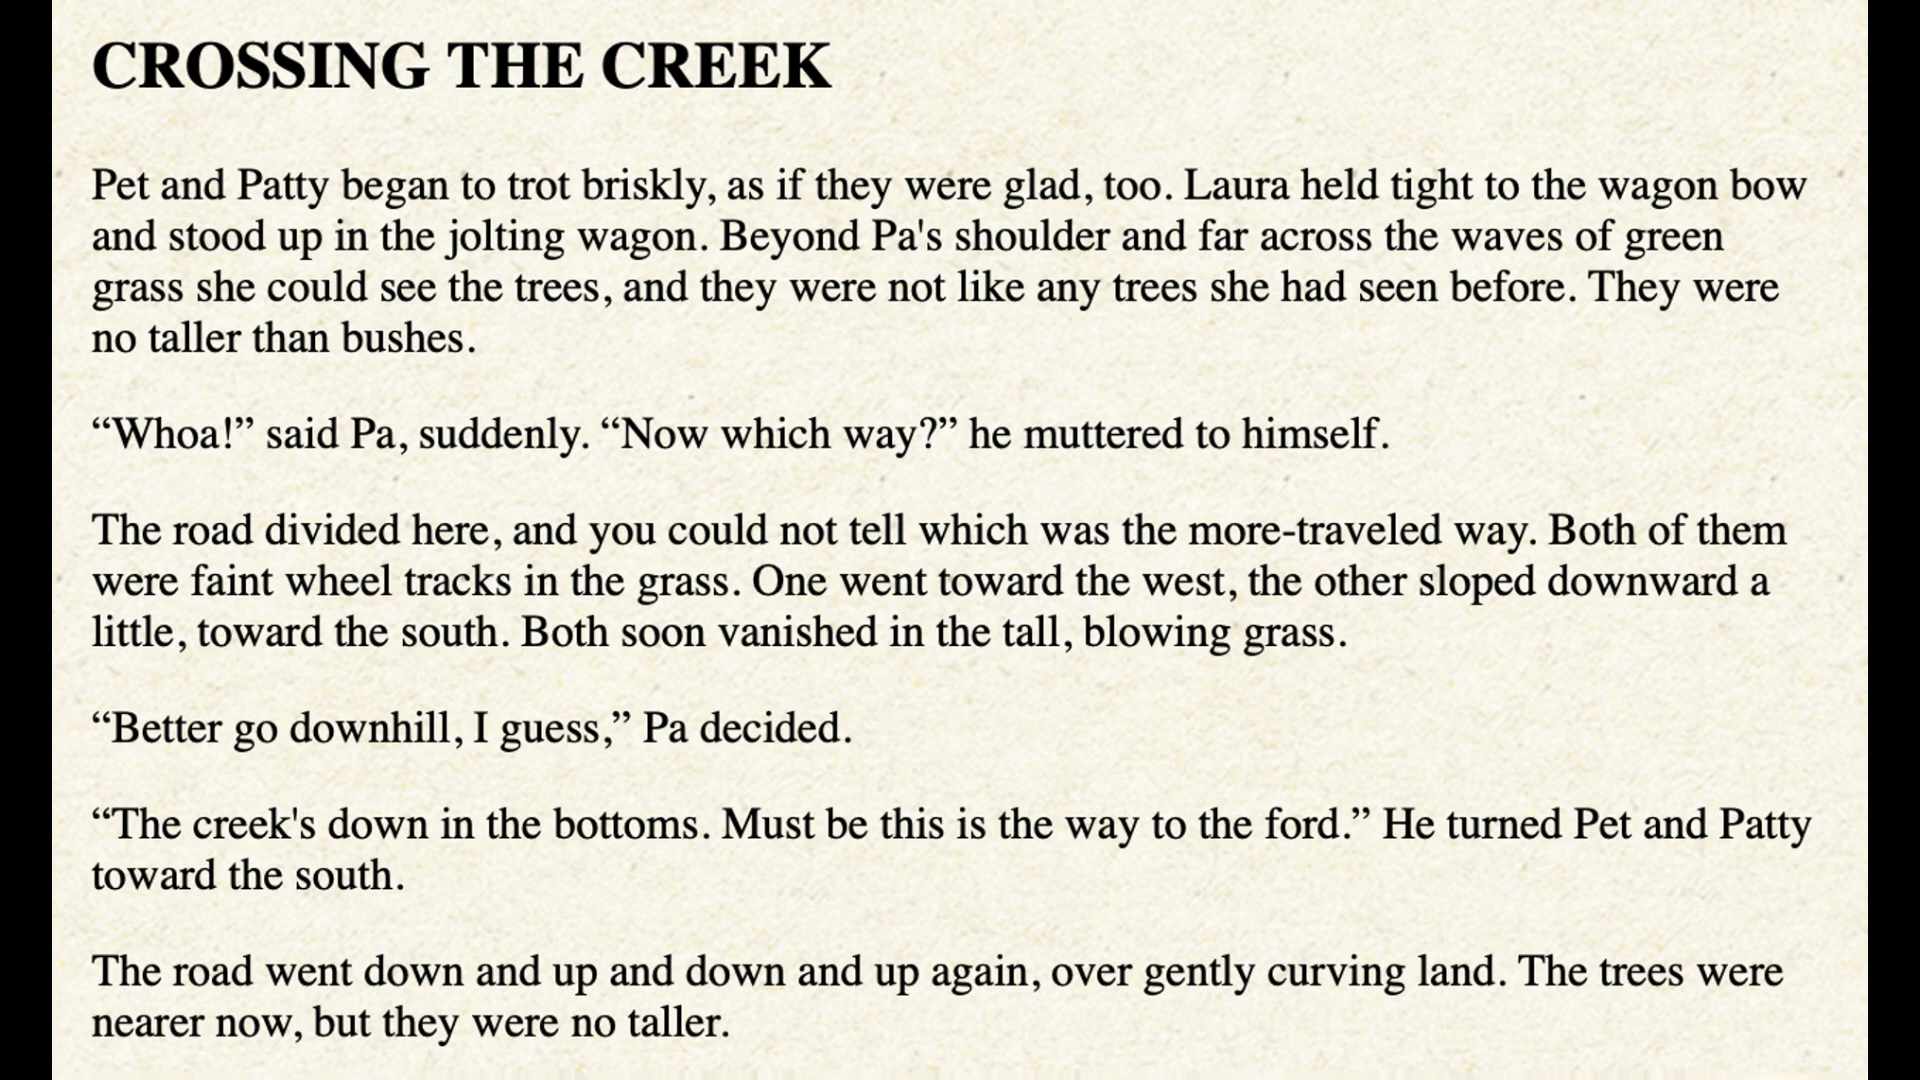 CROSSING THE CREEK
Pet and Patty began to trot briskly, as if they were glad, too. Laura held tight to the wagon bow
and stood up in the jolting wagon. Beyond Pa's shoulder and far across the waves of green
grass she could see the trees, and they were not like any trees she had seen before. They were
no taller than bushes.
“Whoa!” said Pa, suddenly. “Now which way?” he muttered to himself.
The road divided here, and you could not tell which was the more-traveled way. Both of them
were faint wheel tracks in the grass. One went toward the west, the other sloped downward a
little, toward the south. Both soon vanished in the tall, blowing grass.
“Better go downhill, I guess,” Pa decided.
“The creek's down in the bottoms. Must be this is the way to the ford.” He turned Pet and Patty
toward the south.
The road went down and up and down and up again, over gently curving land. The trees were
nearer now, but they were no taller.